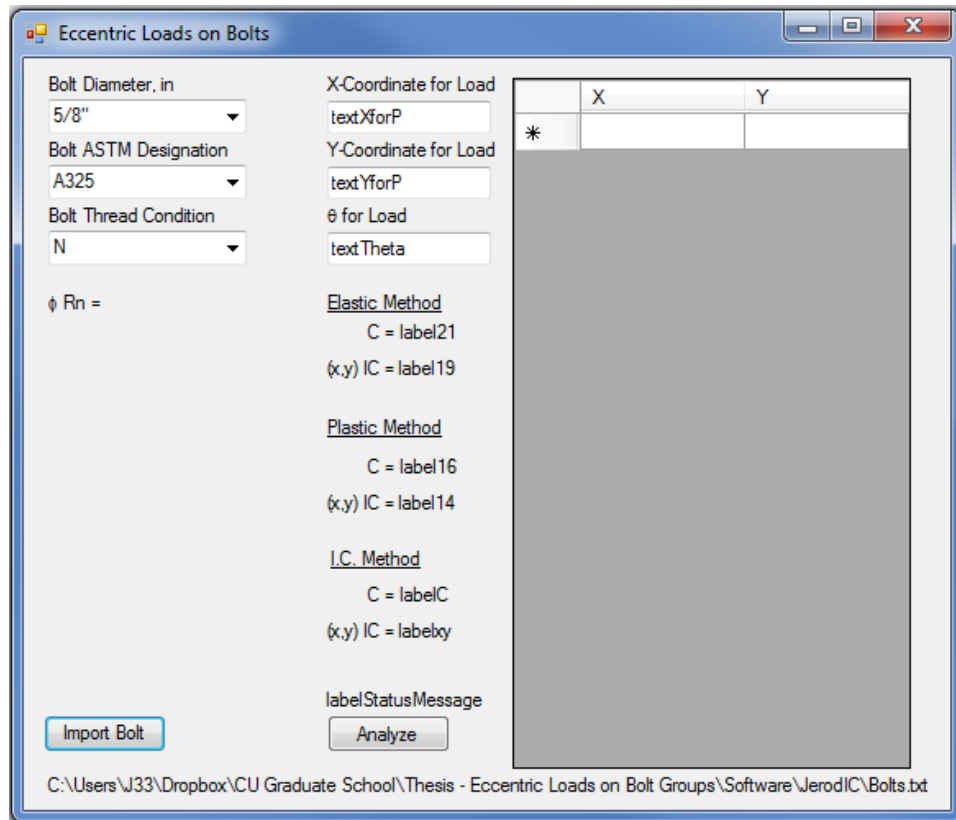 Eccentric Loads on Bolts
Bolt Diameter, in
5/8"
Bolt ASTM Designation
A325
Bolt Thread Condition
N
ϕ Rn =
Import Bolt
X-Coordinate for Load
textXforP
Y-Coordinate for Load
textYforP
θ for Load
textTheta
Elastic Method
C = label21
(x,y) IC = label19
Plastic Method
C = label16
(x,y) IC = label14
I.C. Method
C = labelC
(x,y) IC = labelxy
labelStatusMessage
Analyze
X Y
C:\Users\J33\Dropbox\CU Graduate School\Thesis - Eccentric Loads on Bolt Groups\Software\JerodIC\Bolts.txt